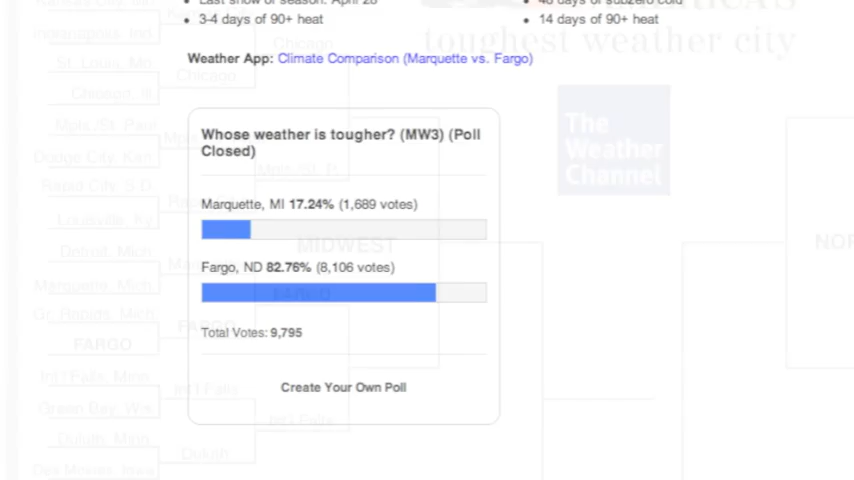 Last snow of season: April 28
3-4 days of 90+ heat
48 days of subzero cold
14 days of 90+ heat
toughest weather city
Weather App: Climate Comparison (Marquette vs. Fargo)
The
Weather
Channel
Whose weather is tougher? (MW3) (Poll
Closed)
Marquette, MI 17.24% (1,689 votes)
Fargo, ND 82.76% (8,106 votes)
Total Votes: 9,795
Create Your Own Poll
Indianapolis, Ind
St. Louis, Mo
Chicago, Ill
Mpls./St. Paul
Dodge City, Kan
Rapid City, S.D.
Louisville, Ky
Detroit, Mich
Marquette, Mich
Gr. Rapids, Mich
FARGO
Int'l Falls, Minn
Green Bay, Wis
Duluth, Minn
Des Moines, Iowa
Chicago
Duluth
Int'l Falls
FARGO
Chicago
Mpls./St. P.
FARGO
Int'l Falls
MIDWEST
NOR